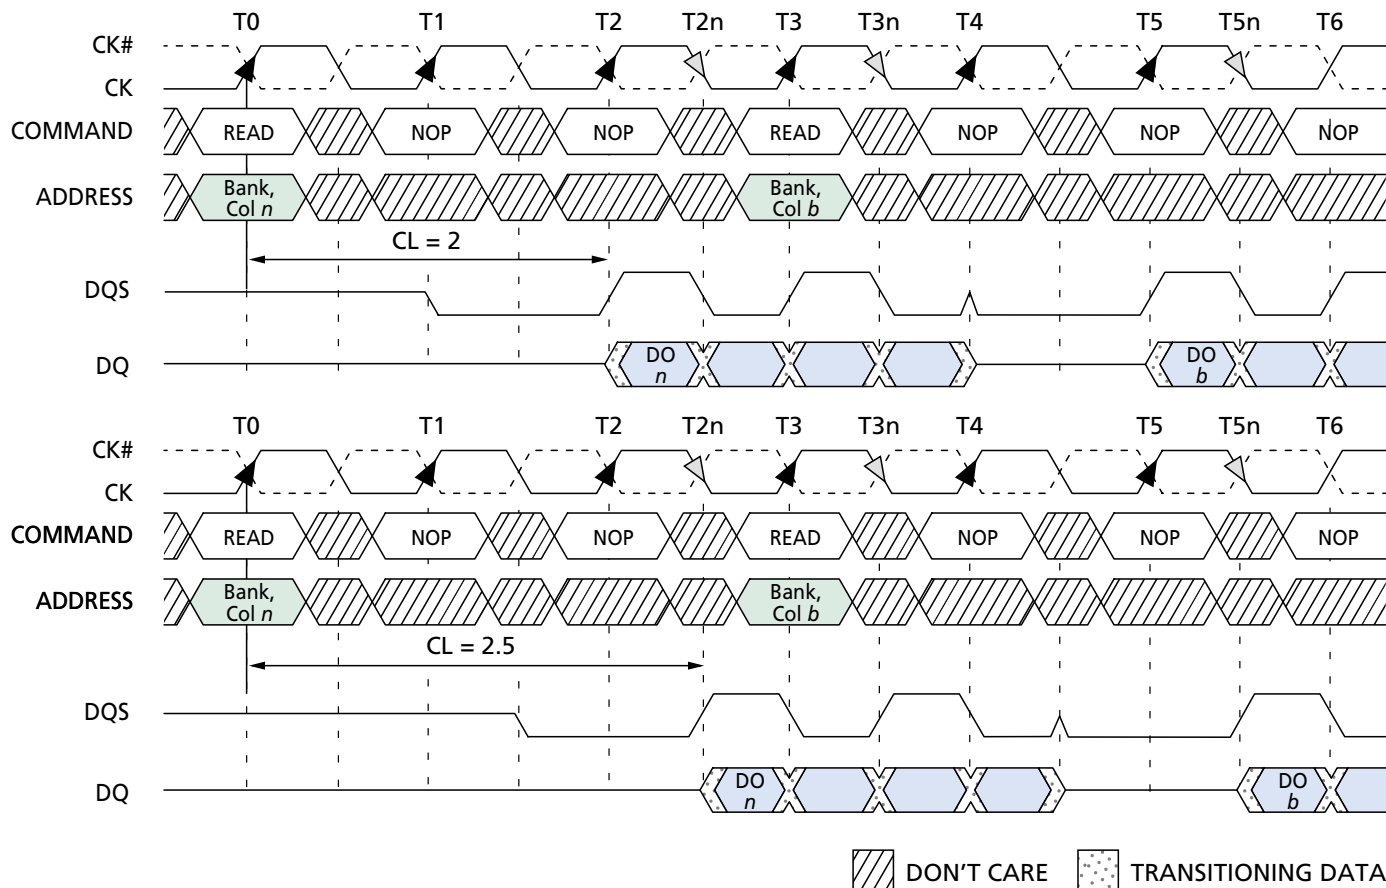 T0 T1 T2 T2n T3 T3n T4 T5 T5n T6
CK#
CK
COMMAND READ NOP NOP READ NOP NOP NOP
ADDRESS Bank, Col n Bank, Col b
CL = 2
DQS
DQ DO n DO b
T0 T1 T2 T2n T3 T3n T4 T5 T5n T6
CK#
CK
COMMAND READ NOP NOP READ NOP NOP NOP
ADDRESS Bank, Col n Bank, Col b
CL = 2.5
DQS
DQ DO n DO b
DON'T CARE TRANSITIONING DATA